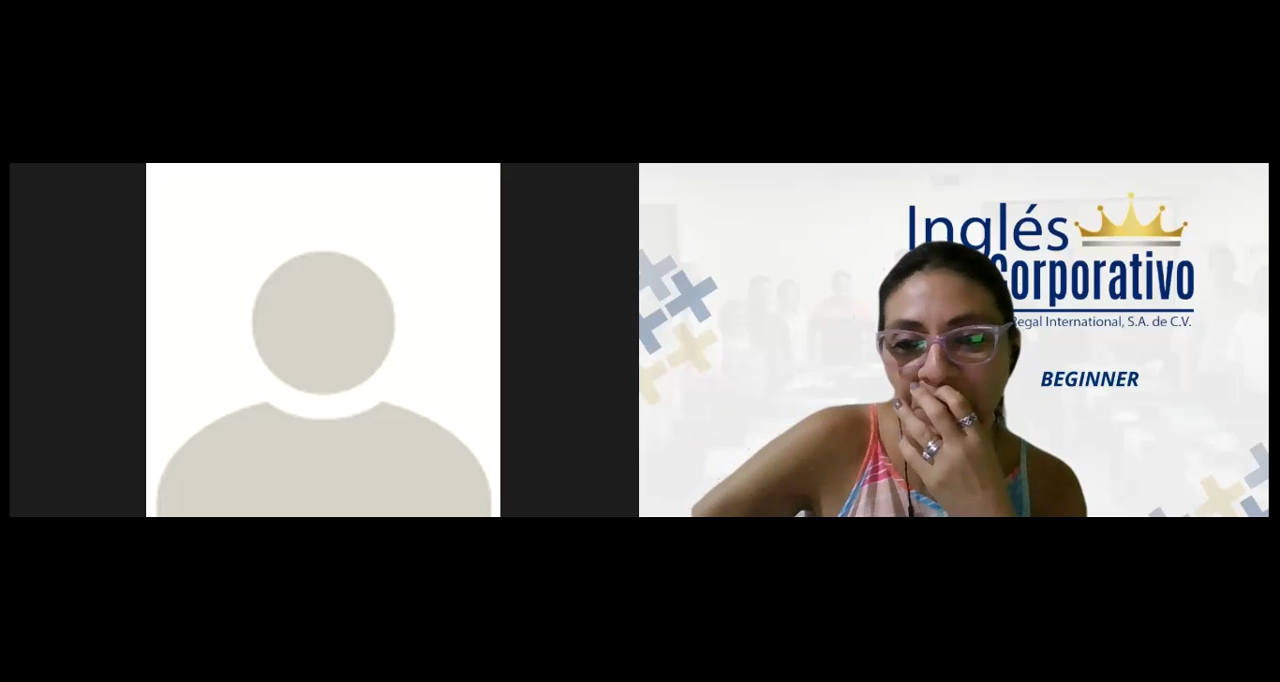 Inglés
Corporativo
Regal International, S.A. de C.V.
BEGINNER